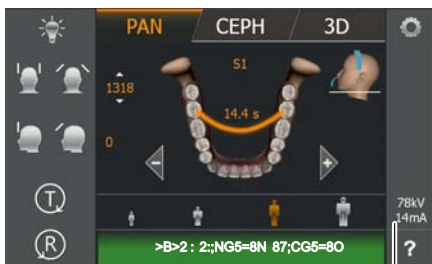 PAN CEPH 3D
S1
1318
14.4 s
0
78kV
14mA
T
R
>B>2 : 2:;NG5=8N 87;CG5=8O
?